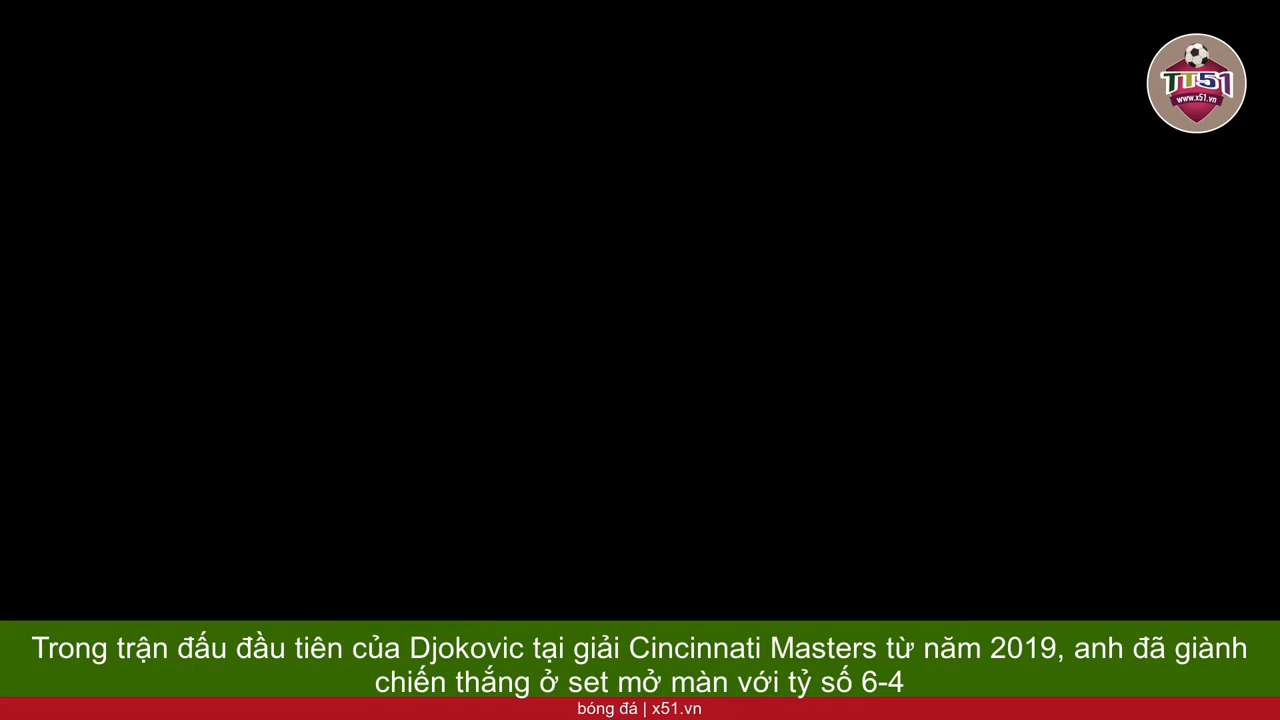 TT51
www.x51.vn
Trong trận đấu đầu tiên của Djokovic tại giải Cincinnati Masters từ năm 2019, anh đã giành
chiến thắng ở set mở màn với tỷ số 6-4
bóng đá | x51.vn